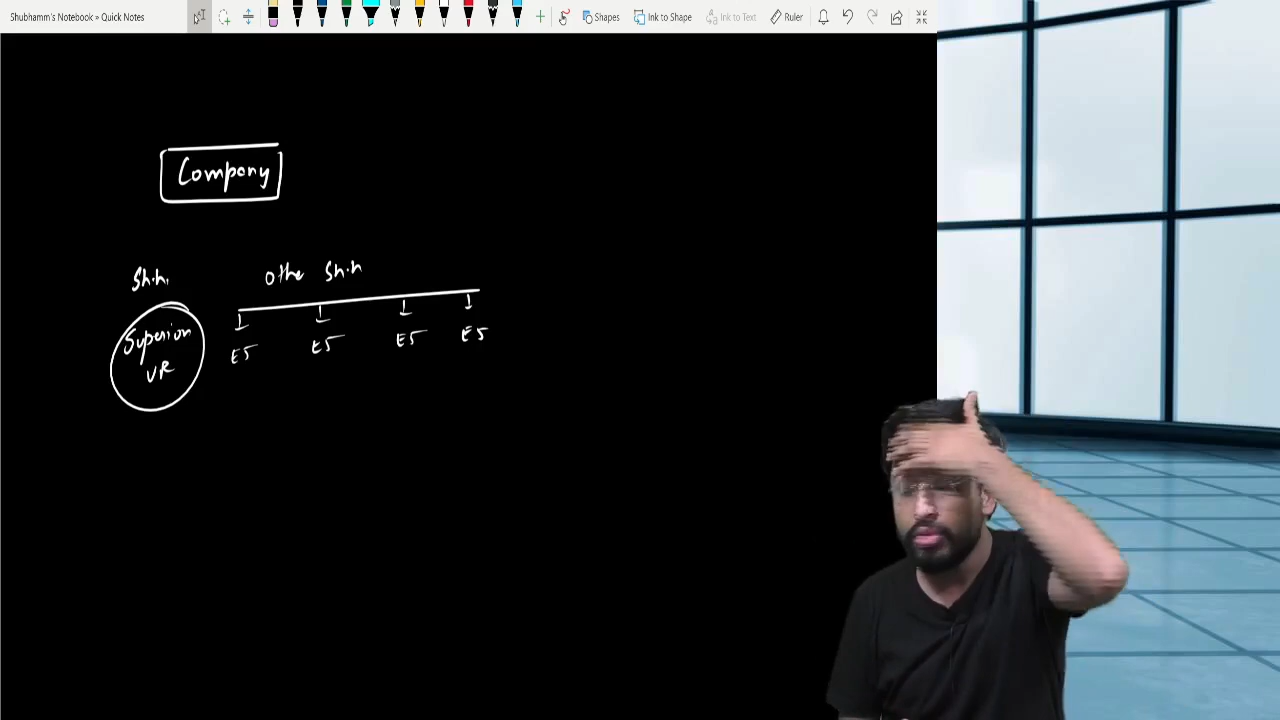 Shubhamm's Notebook » Quick Notes
Shapes
Ink to Shape
Ink to Text
Ruler
Company
Sh.h.
Othe Sh.h
Superior
VR
ES ES ES ES